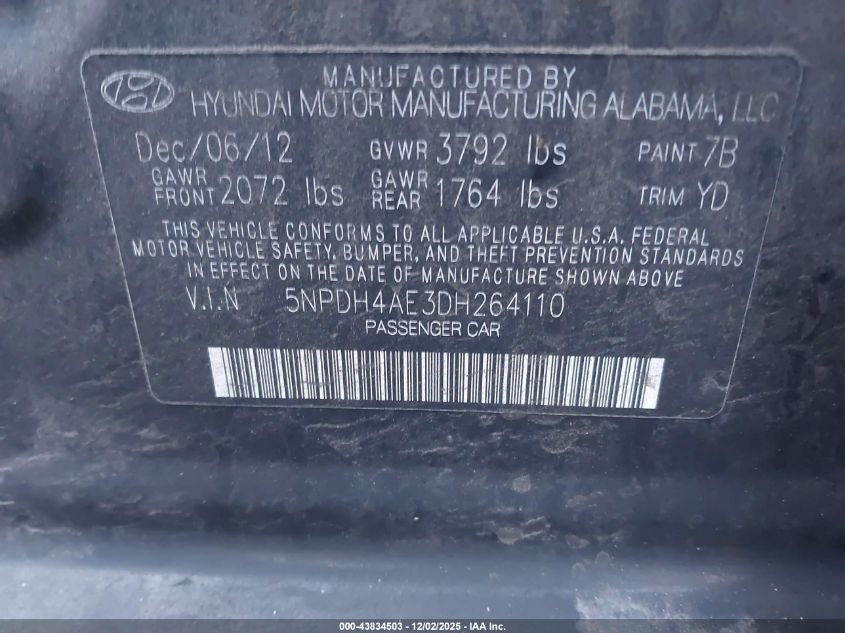 MANUFACTURED BY
HYUNDAI MOTOR MANUFACTURING ALABAMA, LLC
Dec/06/12 GVWR 3792 lbs PAINT 7B
GAWR FRONT 2072 lbs GAWR REAR 1764 lbs TRIM YD
THIS VEHICLE CONFORMS TO ALL APPLICABLE U.S.A. FEDERAL
MOTOR VEHICLE SAFETY, BUMPER, AND THEFT PREVENTION STANDARDS
IN EFFECT ON THE DATE OF MANUFACTURE SHOWN ABOVE
V.I.N 5NPDH4AE3DH264110
PASSENGER CAR
000-43834503 - 12/02/2025 - IAA Inc.